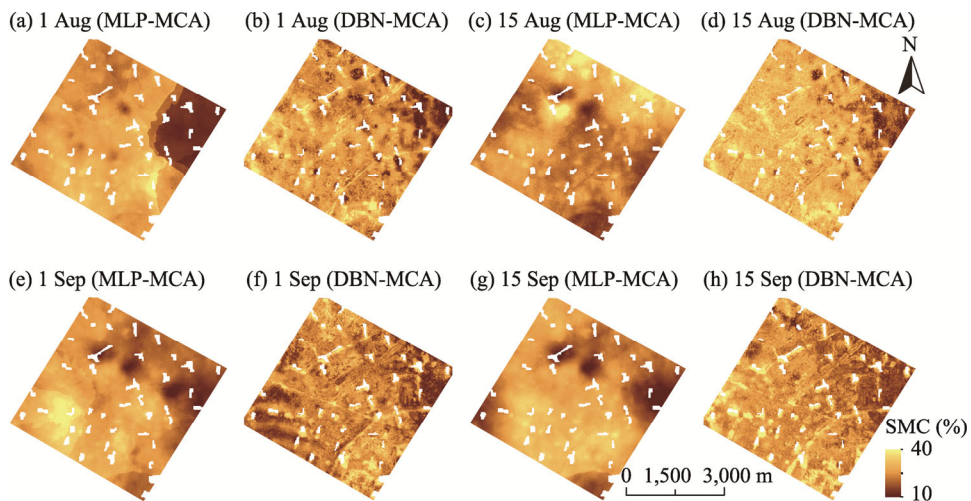 (a) 1 Aug (MLP-MCA)
(b) 1 Aug (DBN-MCA)
(c) 15 Aug (MLP-MCA)
(d) 15 Aug (DBN-MCA)
N
(e) 1 Sep (MLP-MCA)
(f) 1 Sep (DBN-MCA)
(g) 15 Sep (MLP-MCA)
(h) 15 Sep (DBN-MCA)
SMC (%)
40
10
0 1,500 3,000 m